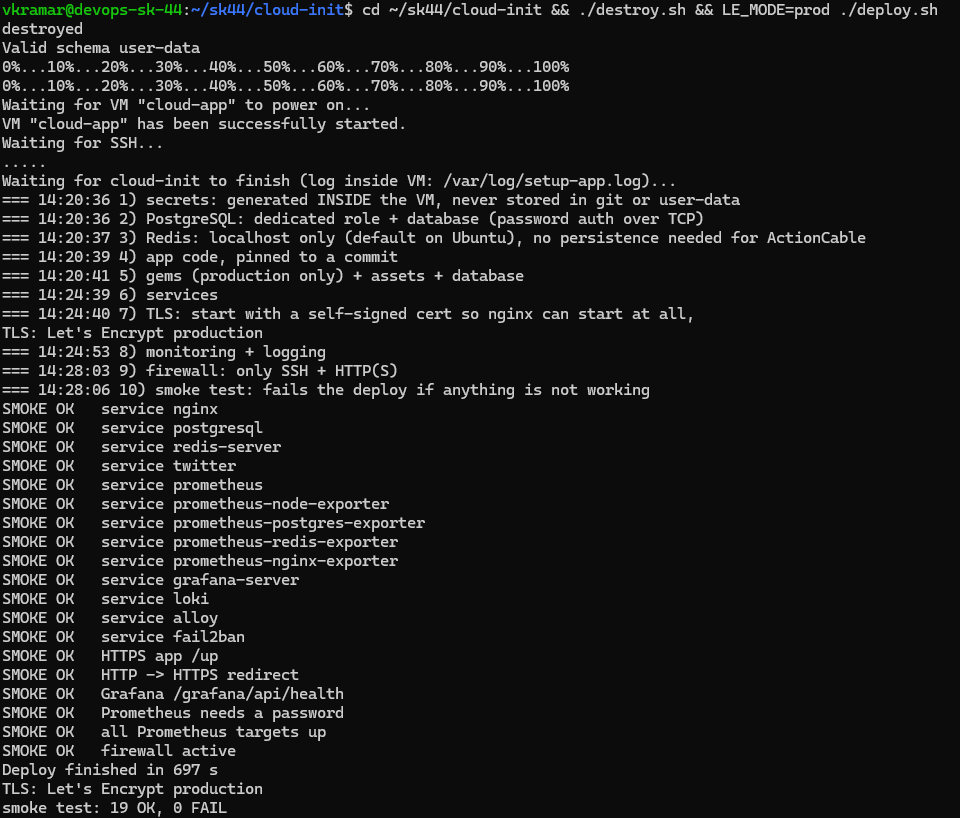 vkramar@devops-sk-44:~/sk44/cloud-init$ cd ~/sk44/cloud-init && ./destroy.sh && LE_MODE=prod ./deploy.sh
destroyed
Valid schema user-data
0%...10%...20%...30%...40%...50%...60%...70%...80%...90%...100%
0%...10%...20%...30%...40%...50%...60%...70%...80%...90%...100%
Waiting for VM "cloud-app" to power on...
VM "cloud-app" has been successfully started.
Waiting for SSH...
.....
Waiting for cloud-init to finish (log inside VM: /var/log/setup-app.log)...
=== 14:20:36 1) secrets: generated INSIDE the VM, never stored in git or user-data
=== 14:20:36 2) PostgreSQL: dedicated role + database (password auth over TCP)
=== 14:20:37 3) Redis: localhost only (default on Ubuntu), no persistence needed for ActionCable
=== 14:20:39 4) app code, pinned to a commit
=== 14:20:41 5) gems (production only) + assets + database
=== 14:24:39 6) services
=== 14:24:40 7) TLS: start with a self-signed cert so nginx can start at all,
TLS: Let's Encrypt production
=== 14:24:53 8) monitoring + logging
=== 14:28:03 9) firewall: only SSH + HTTP(S)
=== 14:28:06 10) smoke test: fails the deploy if anything is not working
SMOKE OK   service nginx
SMOKE OK   service postgresql
SMOKE OK   service redis-server
SMOKE OK   service twitter
SMOKE OK   service prometheus
SMOKE OK   service prometheus-node-exporter
SMOKE OK   service prometheus-postgres-exporter
SMOKE OK   service prometheus-redis-exporter
SMOKE OK   service prometheus-nginx-exporter
SMOKE OK   service grafana-server
SMOKE OK   service loki
SMOKE OK   service alloy
SMOKE OK   service fail2ban
SMOKE OK   HTTPS app /up
SMOKE OK   HTTP -> HTTPS redirect
SMOKE OK   Grafana /grafana/api/health
SMOKE OK   Prometheus needs a password
SMOKE OK   all Prometheus targets up
SMOKE OK   firewall active
Deploy finished in 697 s
TLS: Let's Encrypt production
smoke test: 19 OK, 0 FAIL